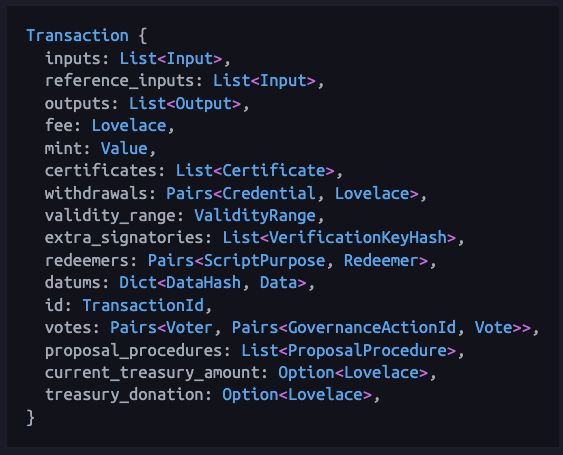 Transaction {
  inputs: List<Input>,
  reference_inputs: List<Input>,
  outputs: List<Output>,
  fee: Lovelace,
  mint: Value,
  certificates: List<Certificate>,
  withdrawals: Pairs<Credential, Lovelace>,
  validity_range: ValidityRange,
  extra_signatories: List<VerificationKeyHash>,
  redeemers: Pairs<ScriptPurpose, Redeemer>,
  datums: Dict<DataHash, Data>,
  id: TransactionId,
  votes: Pairs<Voter, Pairs<GovernanceActionId, Vote>>,
  proposal_procedures: List<ProposalProcedure>,
  current_treasury_amount: Option<Lovelace>,
  treasury_donation: Option<Lovelace>,
}